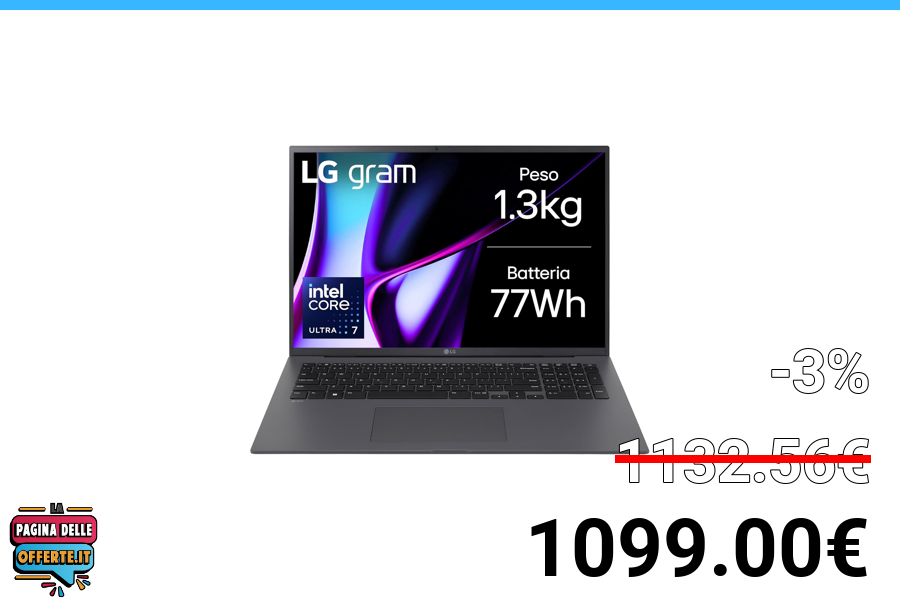 LG gram
Peso
1.3kg
Batteria
77Wh
intel
CORE
ULTRA 7
LG
-3%
1132.56€
1099.00€
LA
PAGINA DELLE
OFFERTE.IT